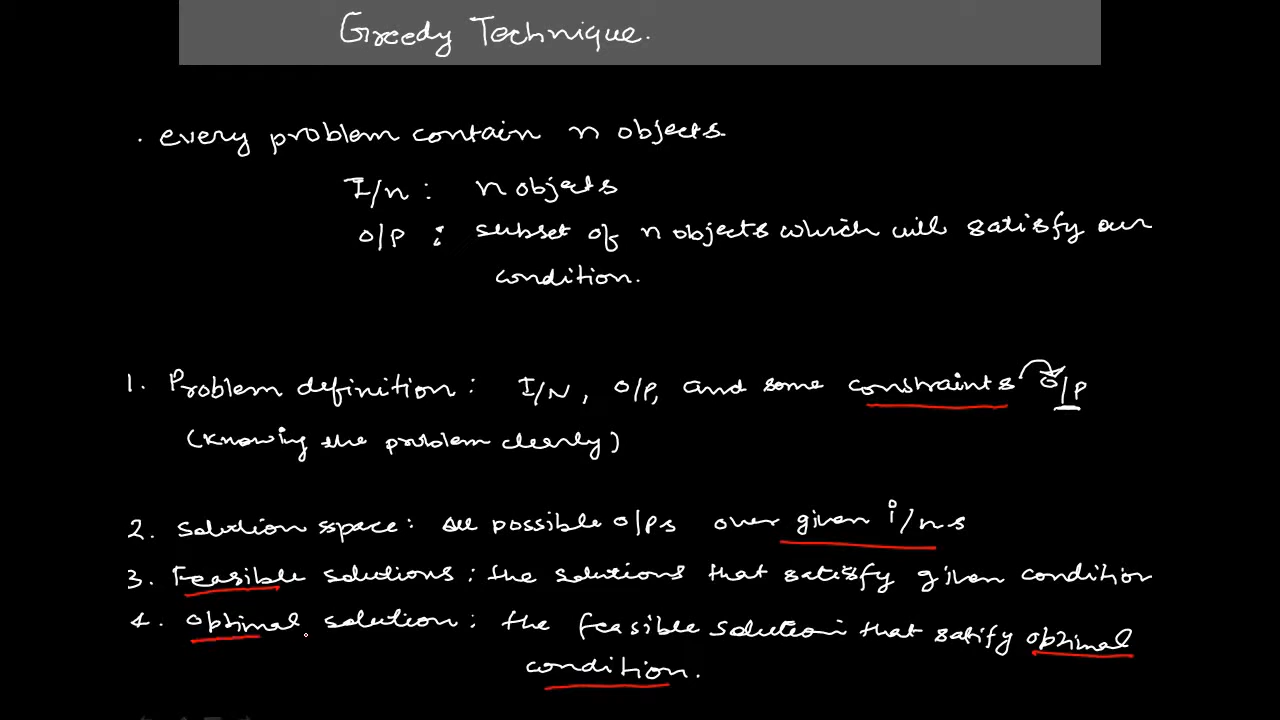 Greedy Technique.
. every problem contain n objects.
I/n : n objects
O/P : subset of n objects which will satisfy our
condition.
1. Problem definition : I/N, O/P, and some constraints O/P
(knowing the problem clearly)
2. Solution space : all possible O/Ps over given i/ns
3. Feasible solutions : the solutions that satisfy given condition
4. optimal solution : the feasible solution that satify optimal
condition.